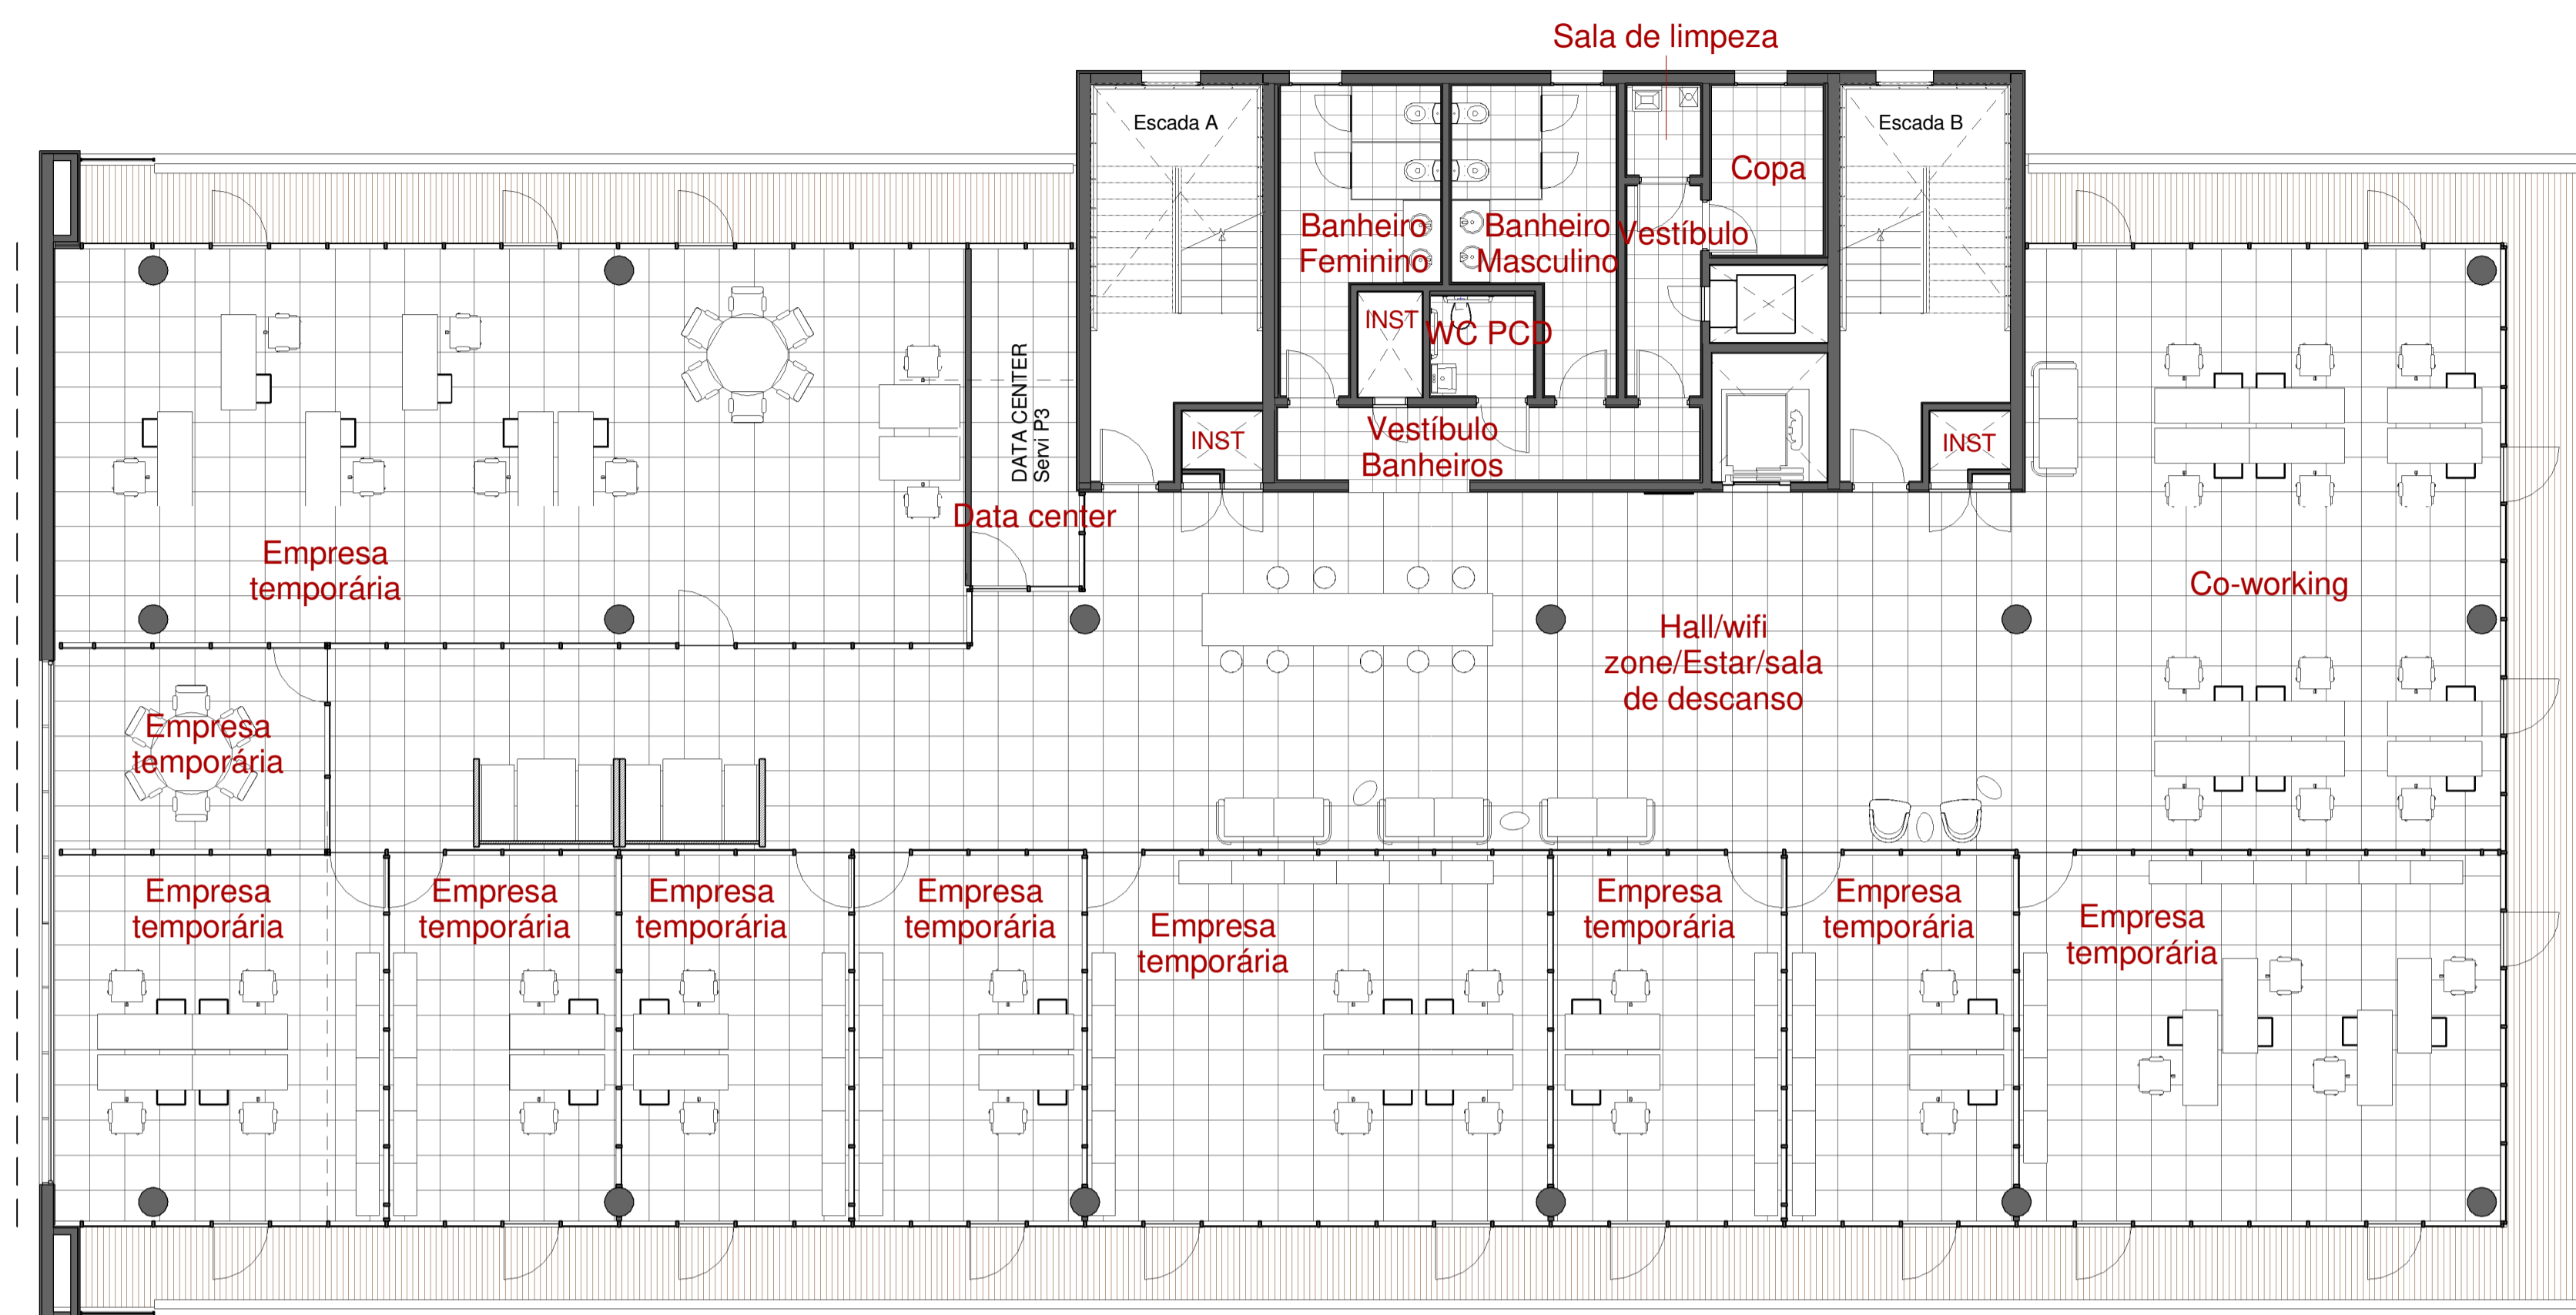 Sala de limpeza
Escada A
Escada B
Copa
Banheiro
Feminino
Banheiro
Masculino
Vestíbulo
INST
WC PCD
DATA CENTER
Servi P3
INST
Vestíbulo
Banheiros
INST
Data center
Empresa
temporária
Co-working
Hall/wifi
zone/Estar/sala
de descanso
Empresa
temporária
Empresa
temporária
Empresa
temporária
Empresa
temporária
Empresa
temporária
Empresa
temporária
Empresa
temporária
Empresa
temporária
Empresa
temporária